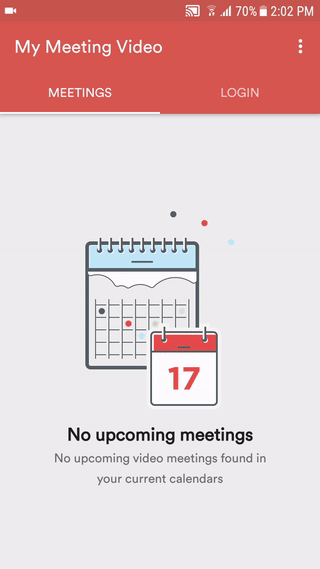 70% 2:02 PM
My Meeting Video
MEETINGS LOGIN
17
No upcoming meetings
No upcoming video meetings found in
your current calendars